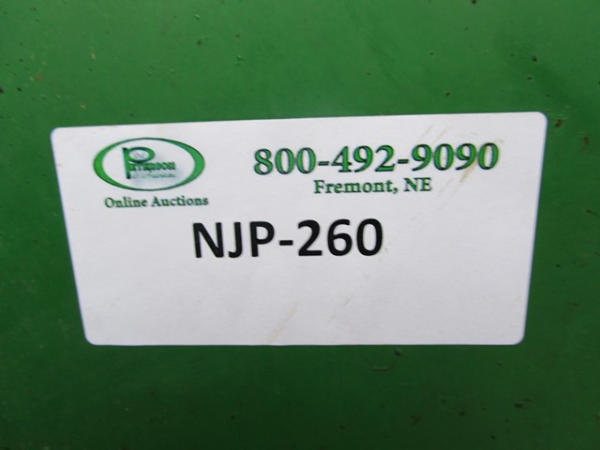 Online Auctions
800-492-9090
Fremont, NE
NJP-260